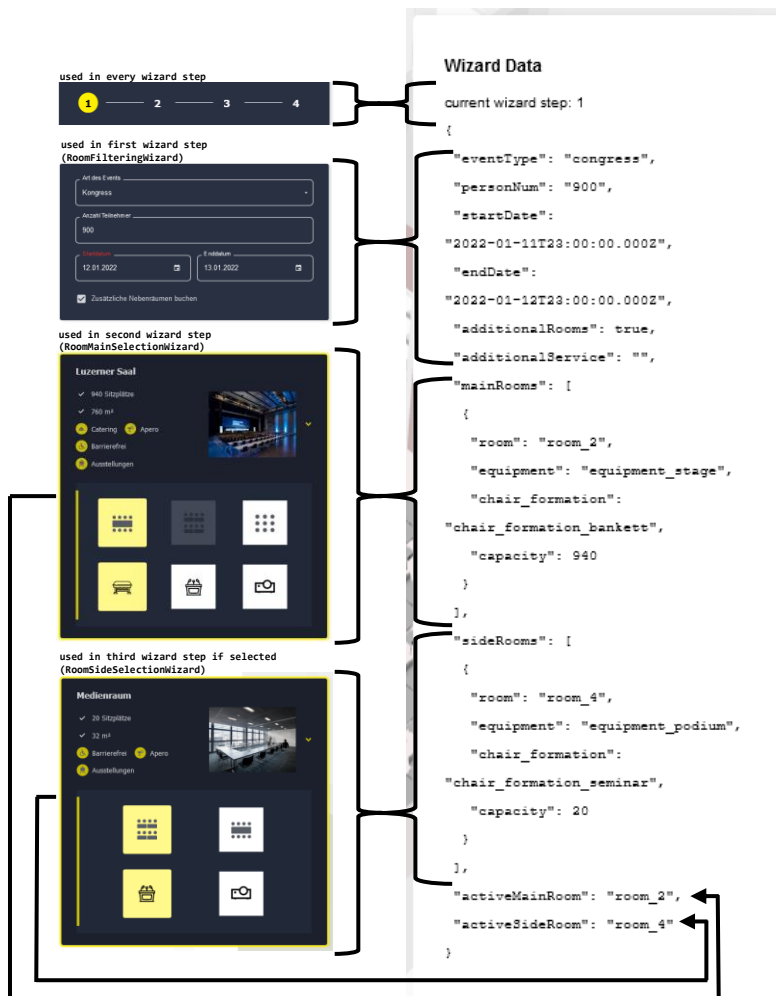 used in every wizard step
1
2
3
4
used in first wizard step
(RoomFilteringWizard)
Art des Events
Kongress
Anzahl Teilnehmer
900
Startdatum
12.01.2022
Enddatum
13.01.2022
Zusätzliche Nebenräumen buchen
used in second wizard step
(RoomMainSelectionWizard)
Luzerner Saal
940 Sitzplätze
760 m²
Catering
Apero
Barrierefrei
Ausstellungen
used in third wizard step if selected
(RoomSideSelectionWizard)
Medienraum
20 Sitzplätze
32 m²
Barrierefrei
Apero
Ausstellungen
Wizard Data
current wizard step: 1
{
"eventType": "congress",
"personNum": "900",
"startDate":
"2022-01-11T23:00:00.000Z",
"endDate":
"2022-01-12T23:00:00.000Z",
"additionalRooms": true,
"additionalService": "",
"mainRooms": [
{
"room": "room_2",
"equipment": "equipment_stage",
"chair_formation":
"chair_formation_bankett",
"capacity": 940
}
],
"sideRooms": [
{
"room": "room_4",
"equipment": "equipment_podium",
"chair_formation":
"chair_formation_seminar",
"capacity": 20
}
],
"activeMainRoom": "room_2",
"activeSideRoom": "room_4"
}